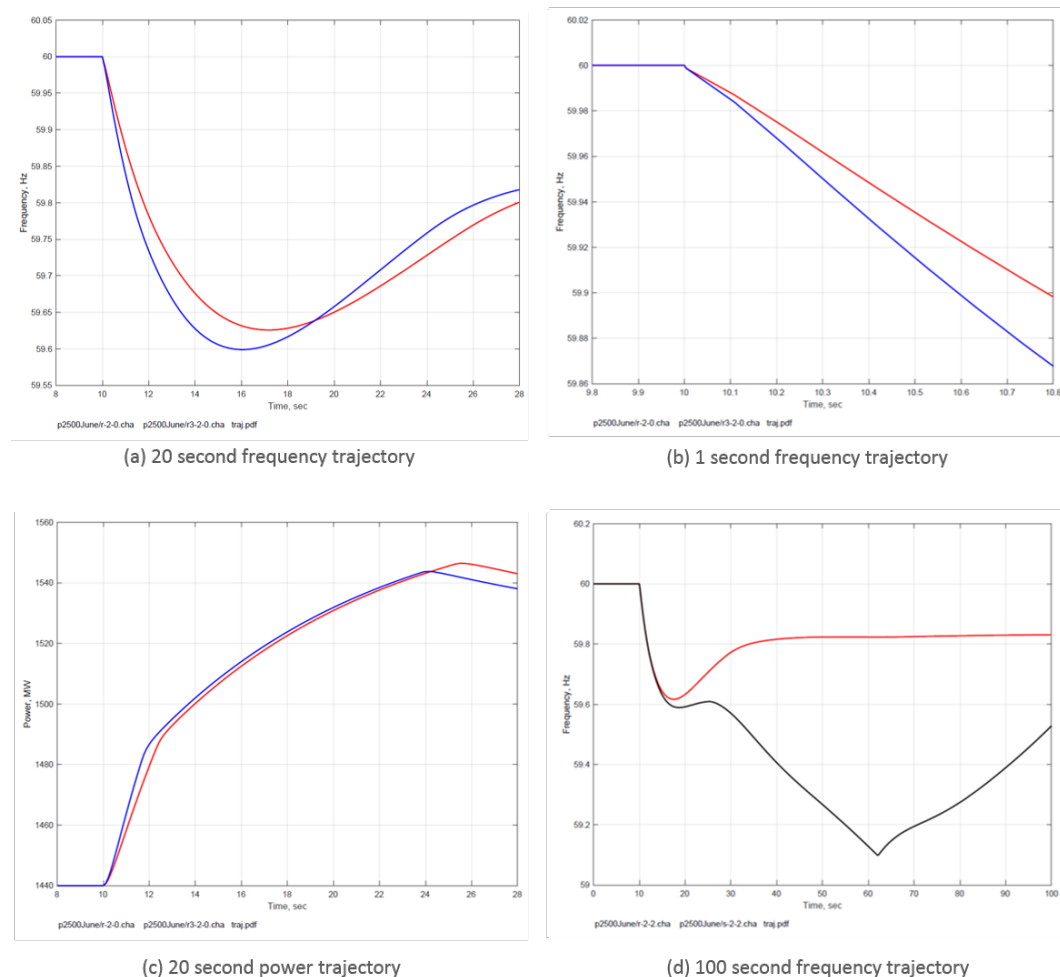 60.05
60
59.95
59.9
59.85
59.8
59.75
59.7
59.65
59.6
59.55
Frequency, Hz
8 10 12 14 16 18 20 22 24 26 28
Time, sec
p2500June/r-2-0.cha p2500June/r3-2-0.cha traj.pdf
(a) 20 second frequency trajectory
60.02
60
59.98
59.96
59.94
59.92
59.9
59.88
59.86
Frequency, Hz
9.8 9.9 10 10.1 10.2 10.3 10.4 10.5 10.6 10.7 10.8
Time, sec
p2500June/r-2-0.cha p2500June/r3-2-0.cha traj.pdf
(b) 1 second frequency trajectory
1560
1540
1520
1500
1480
1460
1440
Power, MW
8 10 12 14 16 18 20 22 24 26 28
Time, sec
p2500June/r-2-0.cha p2500June/r3-2-0.cha traj.pdf
(c) 20 second power trajectory
60.2
60
59.8
59.6
59.4
59.2
59
Frequency, Hz
0 10 20 30 40 50 60 70 80 90 100
Time, sec
p2500June/r-2-2.cha p2500June/s-2-2.cha traj.pdf
(d) 100 second frequency trajectory